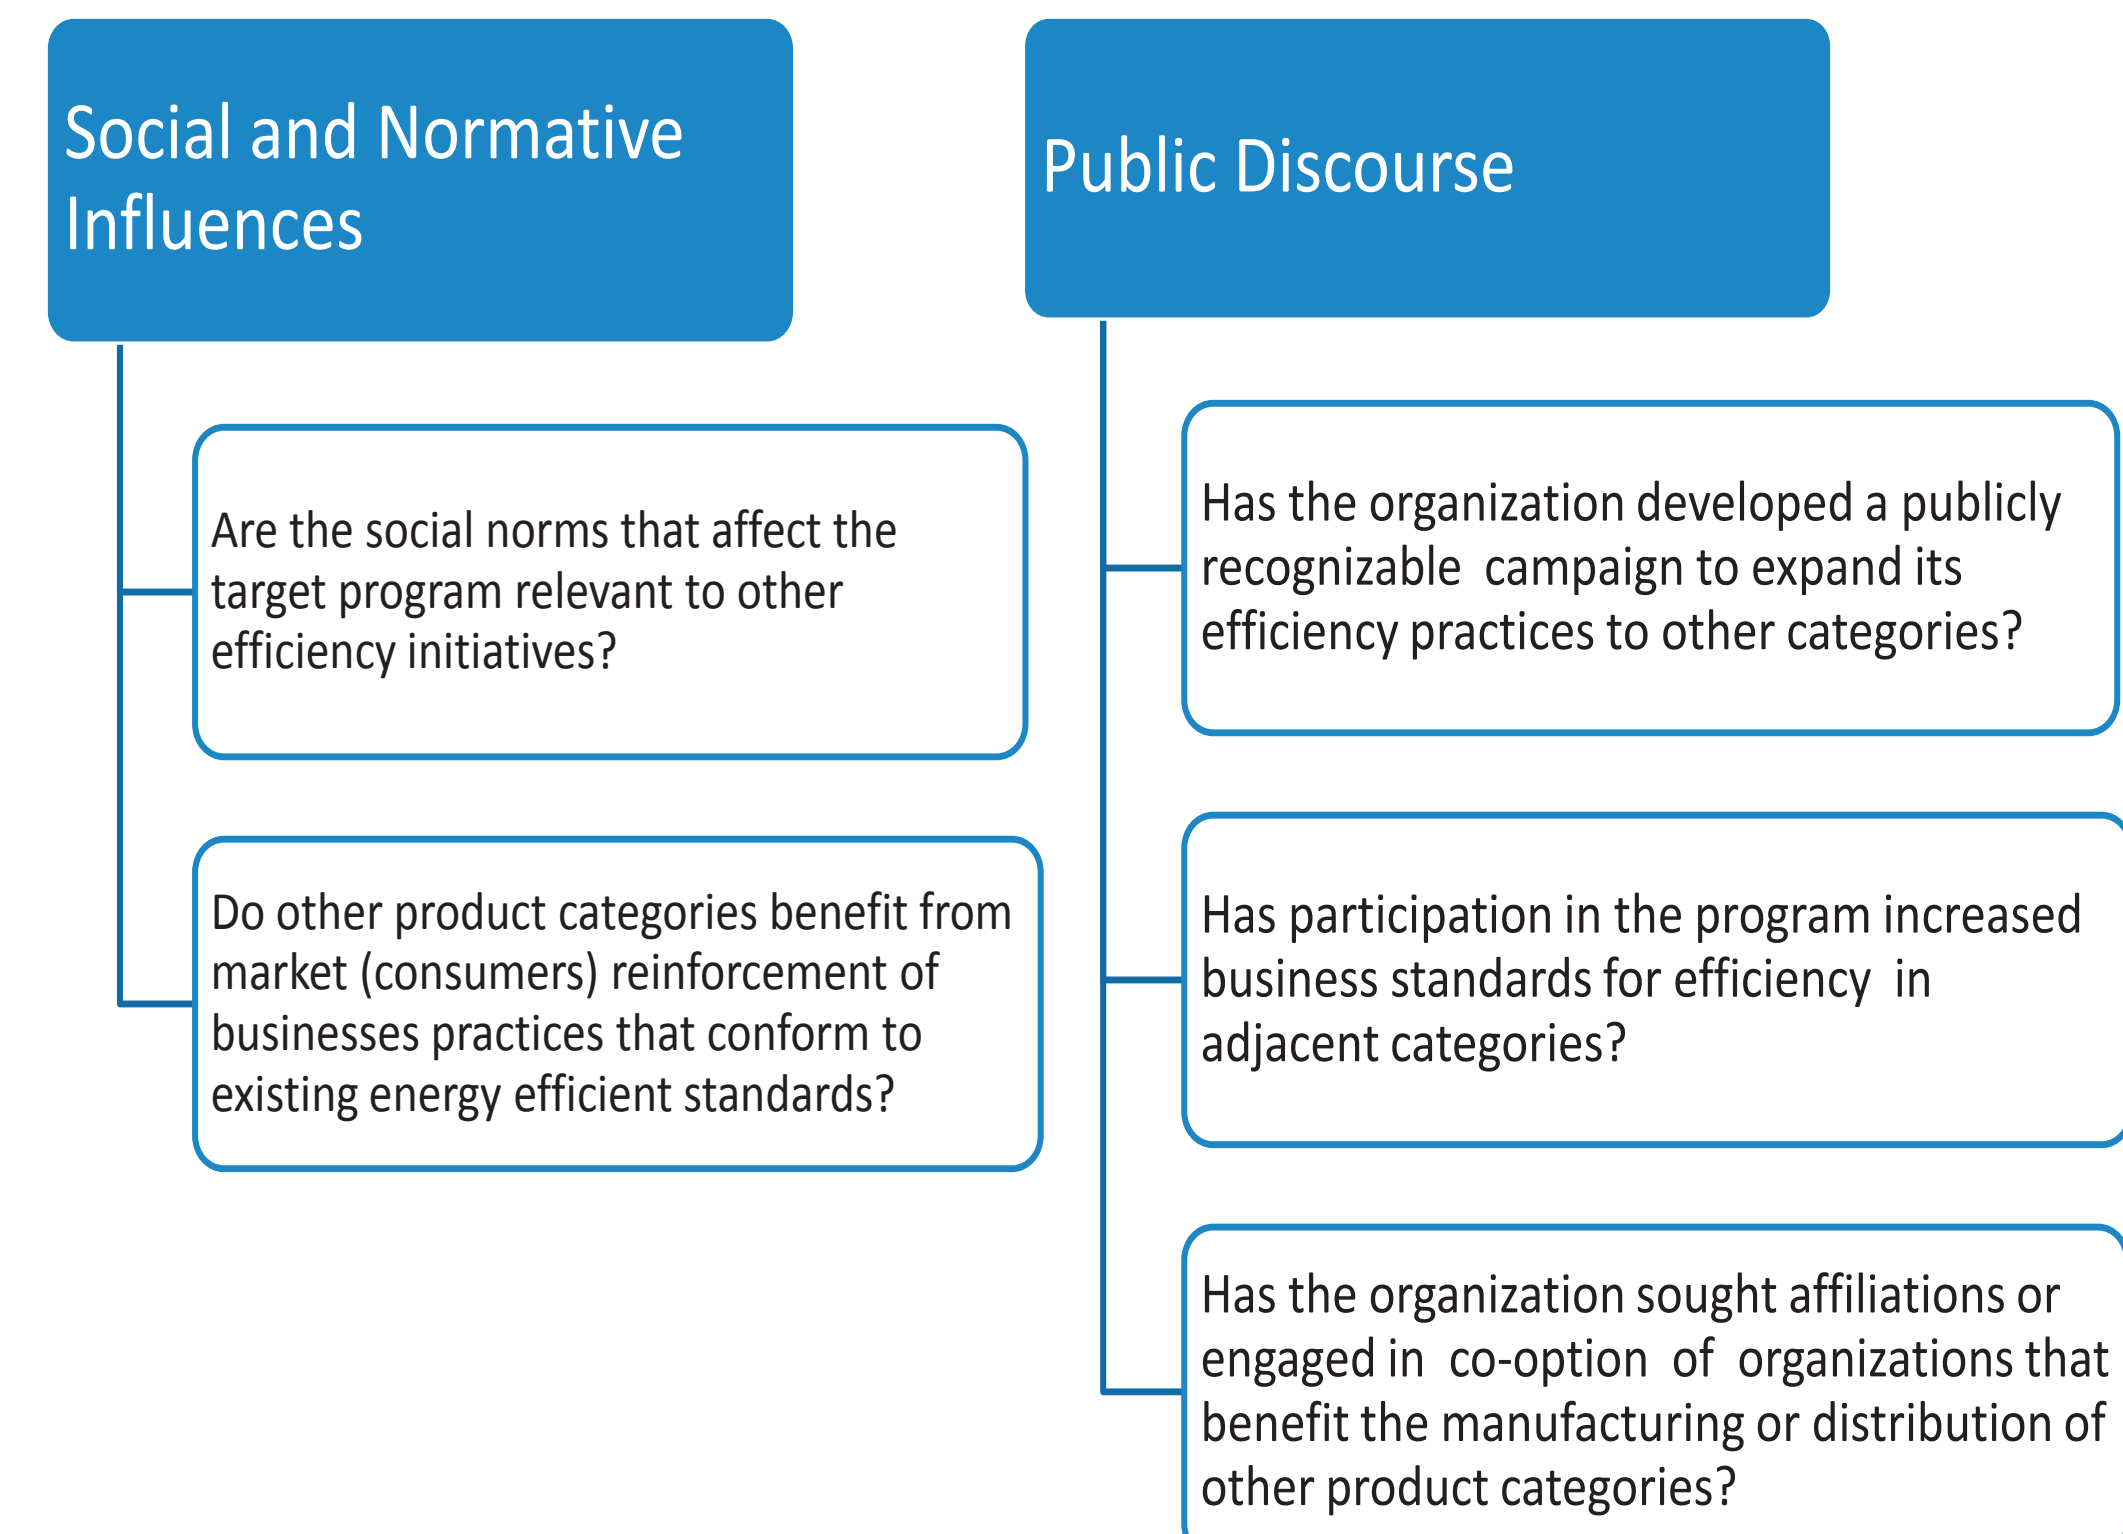 Social and Normative
Influences
Are the social norms that affect the
target program relevant to other
efficiency initiatives?
Do other product categories benefit from
market (consumers) reinforcement of
businesses practices that conform to
existing energy efficient standards?
Public Discourse
Has the organization developed a publicly
recognizable  campaign to expand its
efficiency practices to other categories?
Has participation in the program increased
business standards for efficiency  in
adjacent categories?
Has the organization sought affiliations or
engaged in  co-option  of  organizations that
benefit the manufacturing or distribution of
other product categories?